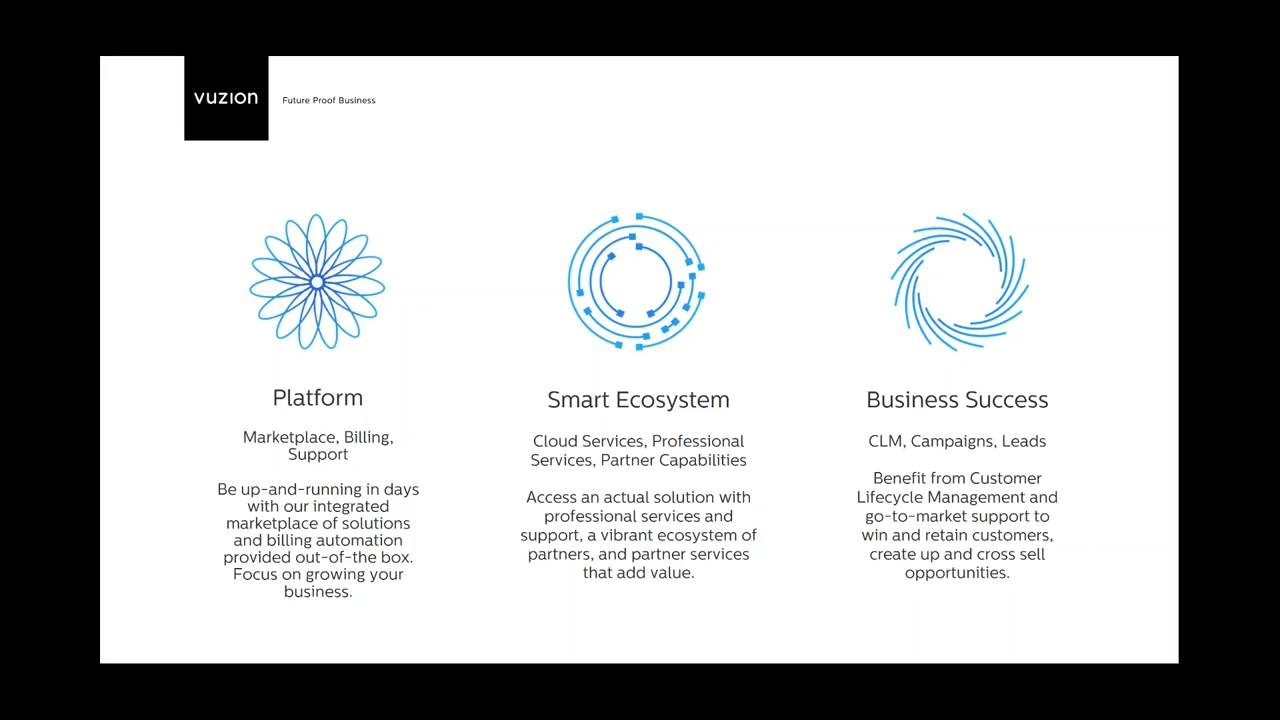 vuzion
Future Proof Business
Platform
Marketplace, Billing,
Support
Be up-and-running in days
with our integrated
marketplace of solutions
and billing automation
provided out-of-the box.
Focus on growing your
business.
Smart Ecosystem
Cloud Services, Professional
Services, Partner Capabilities
Access an actual solution with
professional services and
support, a vibrant ecosystem of
partners, and partner services
that add value.
Business Success
CLM, Campaigns, Leads
Benefit from Customer
Lifecycle Management and
go-to-market support to
win and retain customers,
create up and cross sell
opportunities.